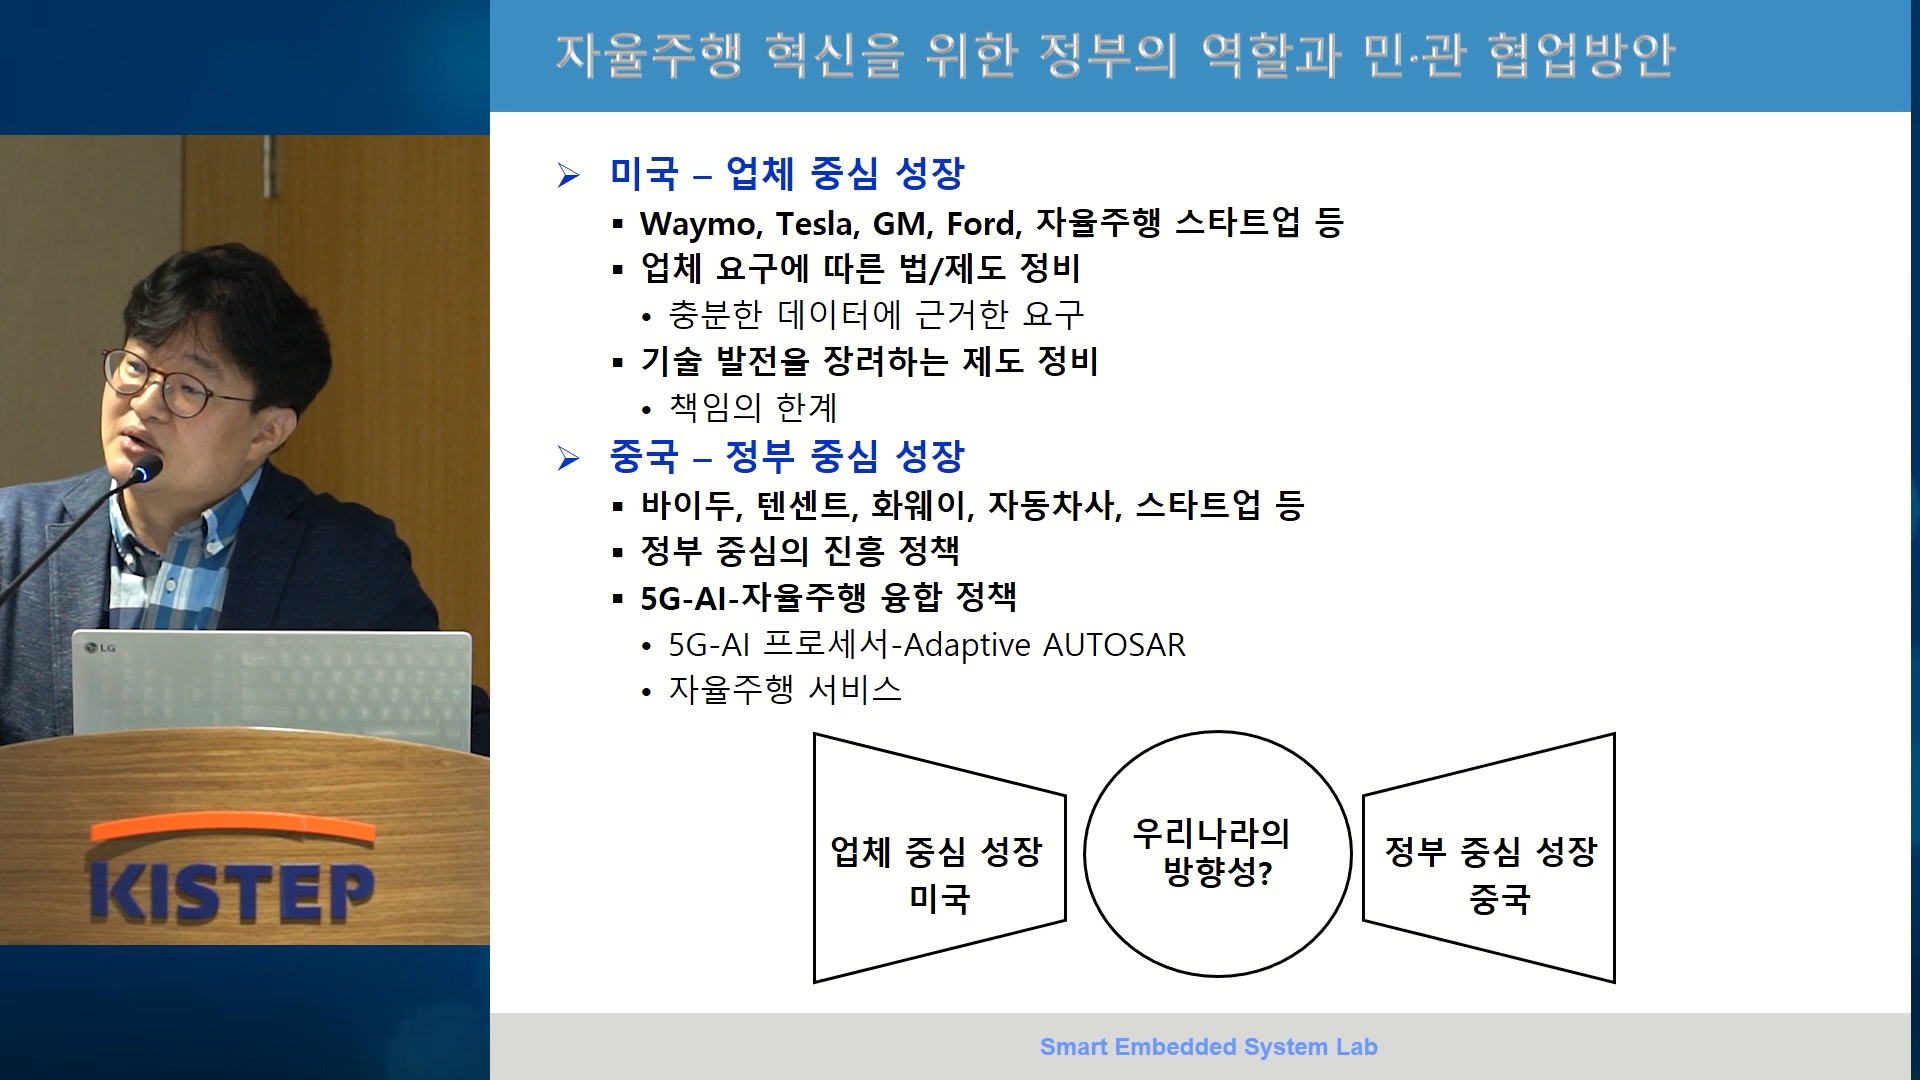 자율주행 혁신을 위한 정부의 역할과 민·관 협업방안
➢ 미국 – 업체 중심 성장
▪ Waymo, Tesla, GM, Ford, 자율주행 스타트업 등
▪ 업체 요구에 따른 법/제도 정비
• 충분한 데이터에 근거한 요구
▪ 기술 발전을 장려하는 제도 정비
• 책임의 한계
➢ 중국 – 정부 중심 성장
▪ 바이두, 텐센트, 화웨이, 자동차사, 스타트업 등
▪ 정부 중심의 진흥 정책
▪ 5G-AI-자율주행 융합 정책
• 5G-AI 프로세서-Adaptive AUTOSAR
• 자율주행 서비스
업체 중심 성장
미국
우리나라의
방향성?
정부 중심 성장
중국
Smart Embedded System Lab
LG
KISTEP